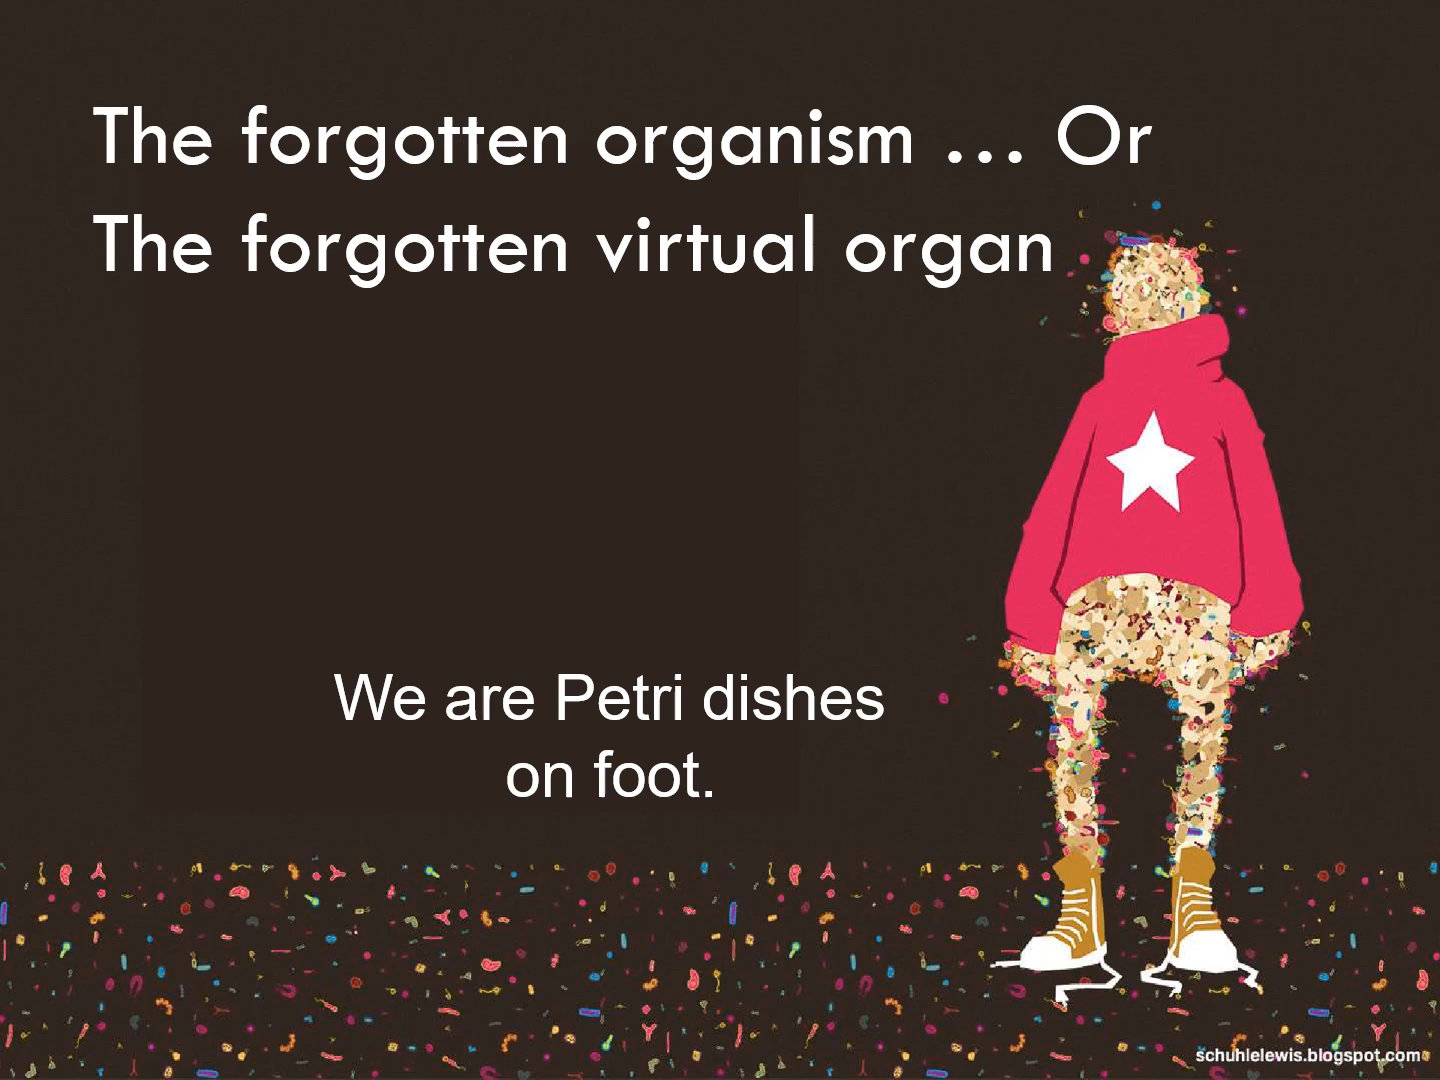 The forgotten organism … Or
The forgotten virtual organ
We are Petri dishes
on foot.
schuhlelewis.blogspot.com